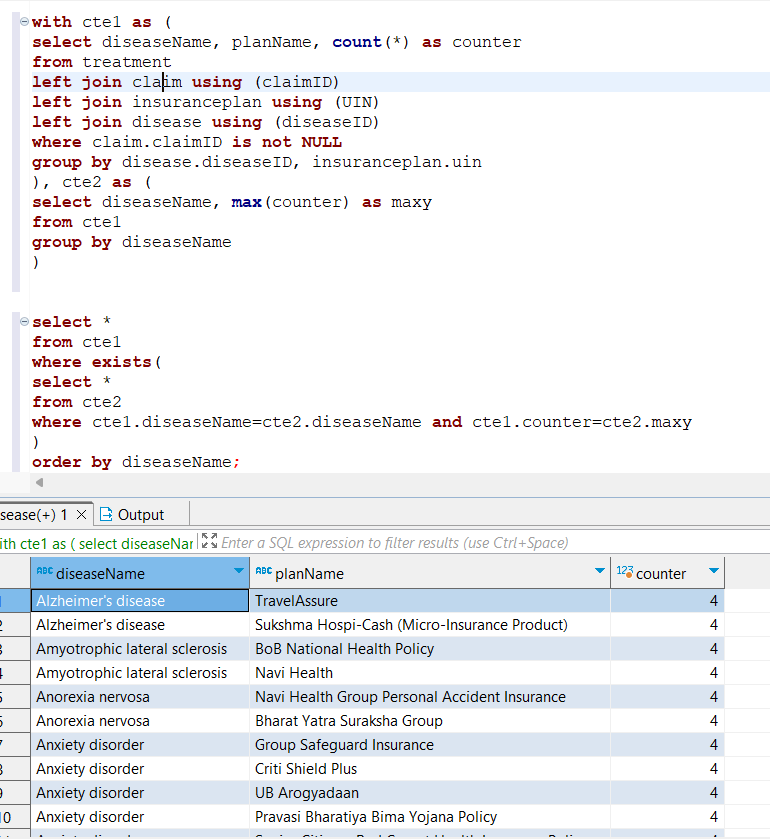 with cte1 as (
select diseaseName, planName, count(*) as counter
from treatment
left join claim using (claimID)
left join insuranceplan using (UIN)
left join disease using (diseaseID)
where claim.claimID is not NULL
group by disease.diseaseID, insuranceplan.uin
), cte2 as (
select diseaseName, max(counter) as maxy
from cte1
group by diseaseName
)
select *
from cte1
where exists(
select *
from cte2
where cte1.diseaseName=cte2.diseaseName and cte1.counter=cte2.maxy
)
order by diseaseName;
sease(+) 1 Output
ith cte1 as ( select diseaseNar Enter a SQL expression to filter results (use Ctrl+Space)
ABC diseaseName ABC planName 123 counter
Alzheimer's disease TravelAssure 4
2 Alzheimer's disease Sukshma Hospi-Cash (Micro-Insurance Product) 4
3 Amyotrophic lateral sclerosis BoB National Health Policy 4
4 Amyotrophic lateral sclerosis Navi Health 4
5 Anorexia nervosa Navi Health Group Personal Accident Insurance 4
6 Anorexia nervosa Bharat Yatra Suraksha Group 4
7 Anxiety disorder Group Safeguard Insurance 4
8 Anxiety disorder Criti Shield Plus 4
9 Anxiety disorder UB Arogyadaan 4
10 Anxiety disorder Pravasi Bharatiya Bima Yojana Policy 4